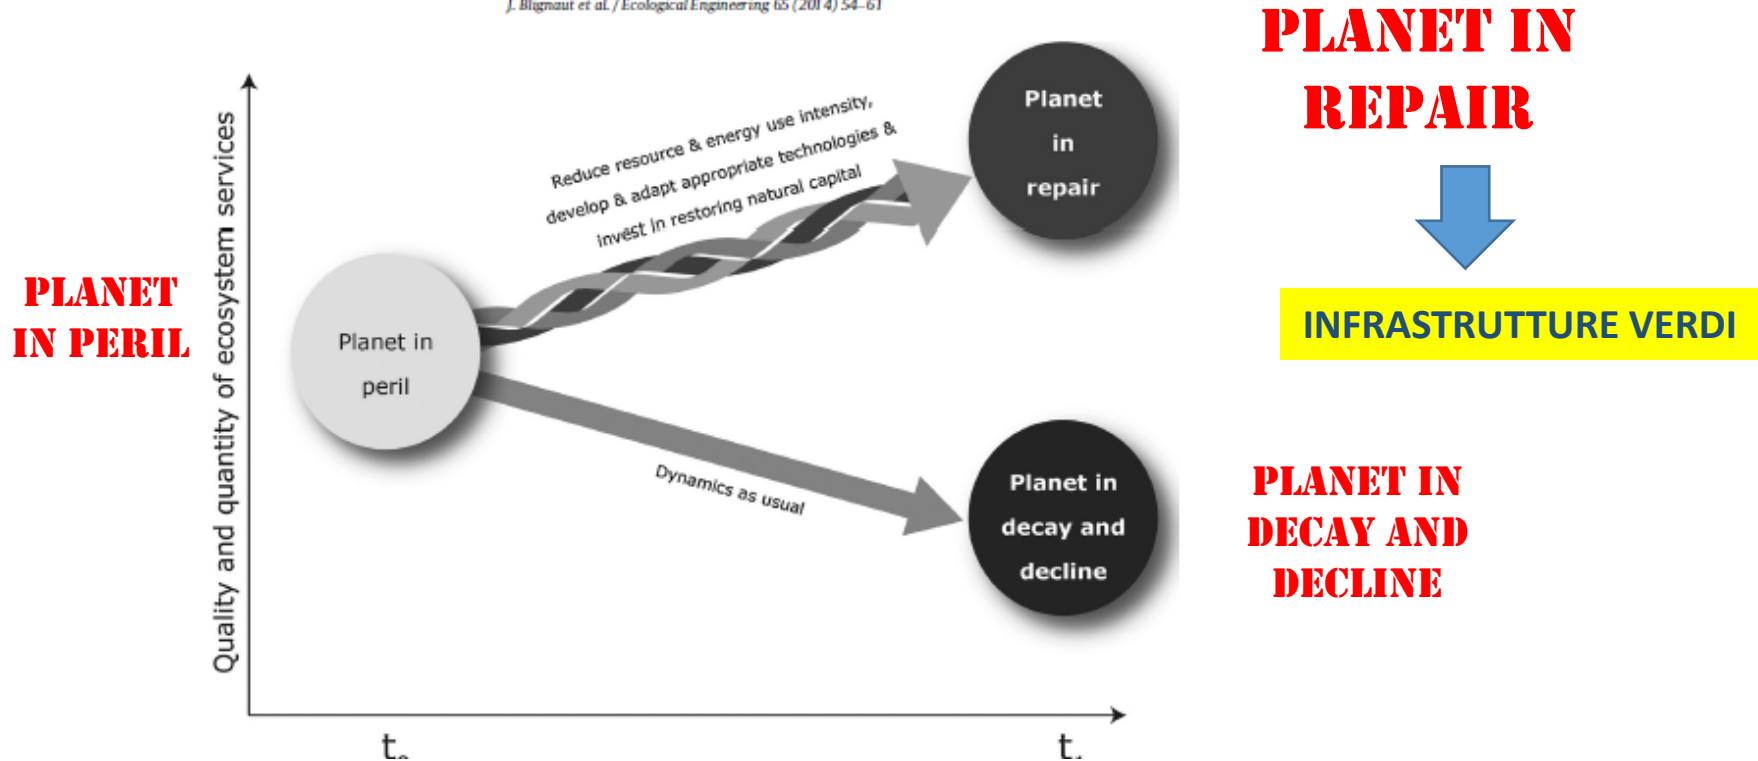 J. Blignaut et al. / Ecological Engineering 65 (2014) 54–61
PLANET IN
REPAIR
INFRASTRUTTURE VERDI
PLANET
IN PERIL
Quality and quantity of ecosystem services
Reduce resource & energy use intensity,
develop & adapt appropriate technologies &
invest in restoring natural capital
Planet
in
repair
Planet in
peril
Dynamics as usual
Planet in
decay and
decline
PLANET IN
DECAY AND
DECLINE
t₀
t₁